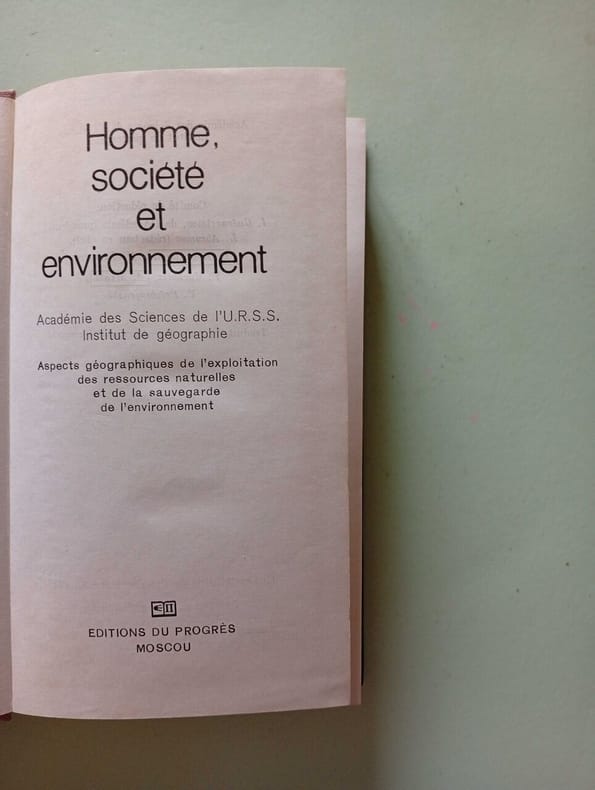 Homme,
société
et
environnement
Académie des Sciences de l'U.R.S.S.
Institut de géographie
Aspects géographiques de l'exploitation
des ressources naturelles
et de la sauvegarde
de l'environnement
EDITIONS DU PROGRÈS
MOSCOU